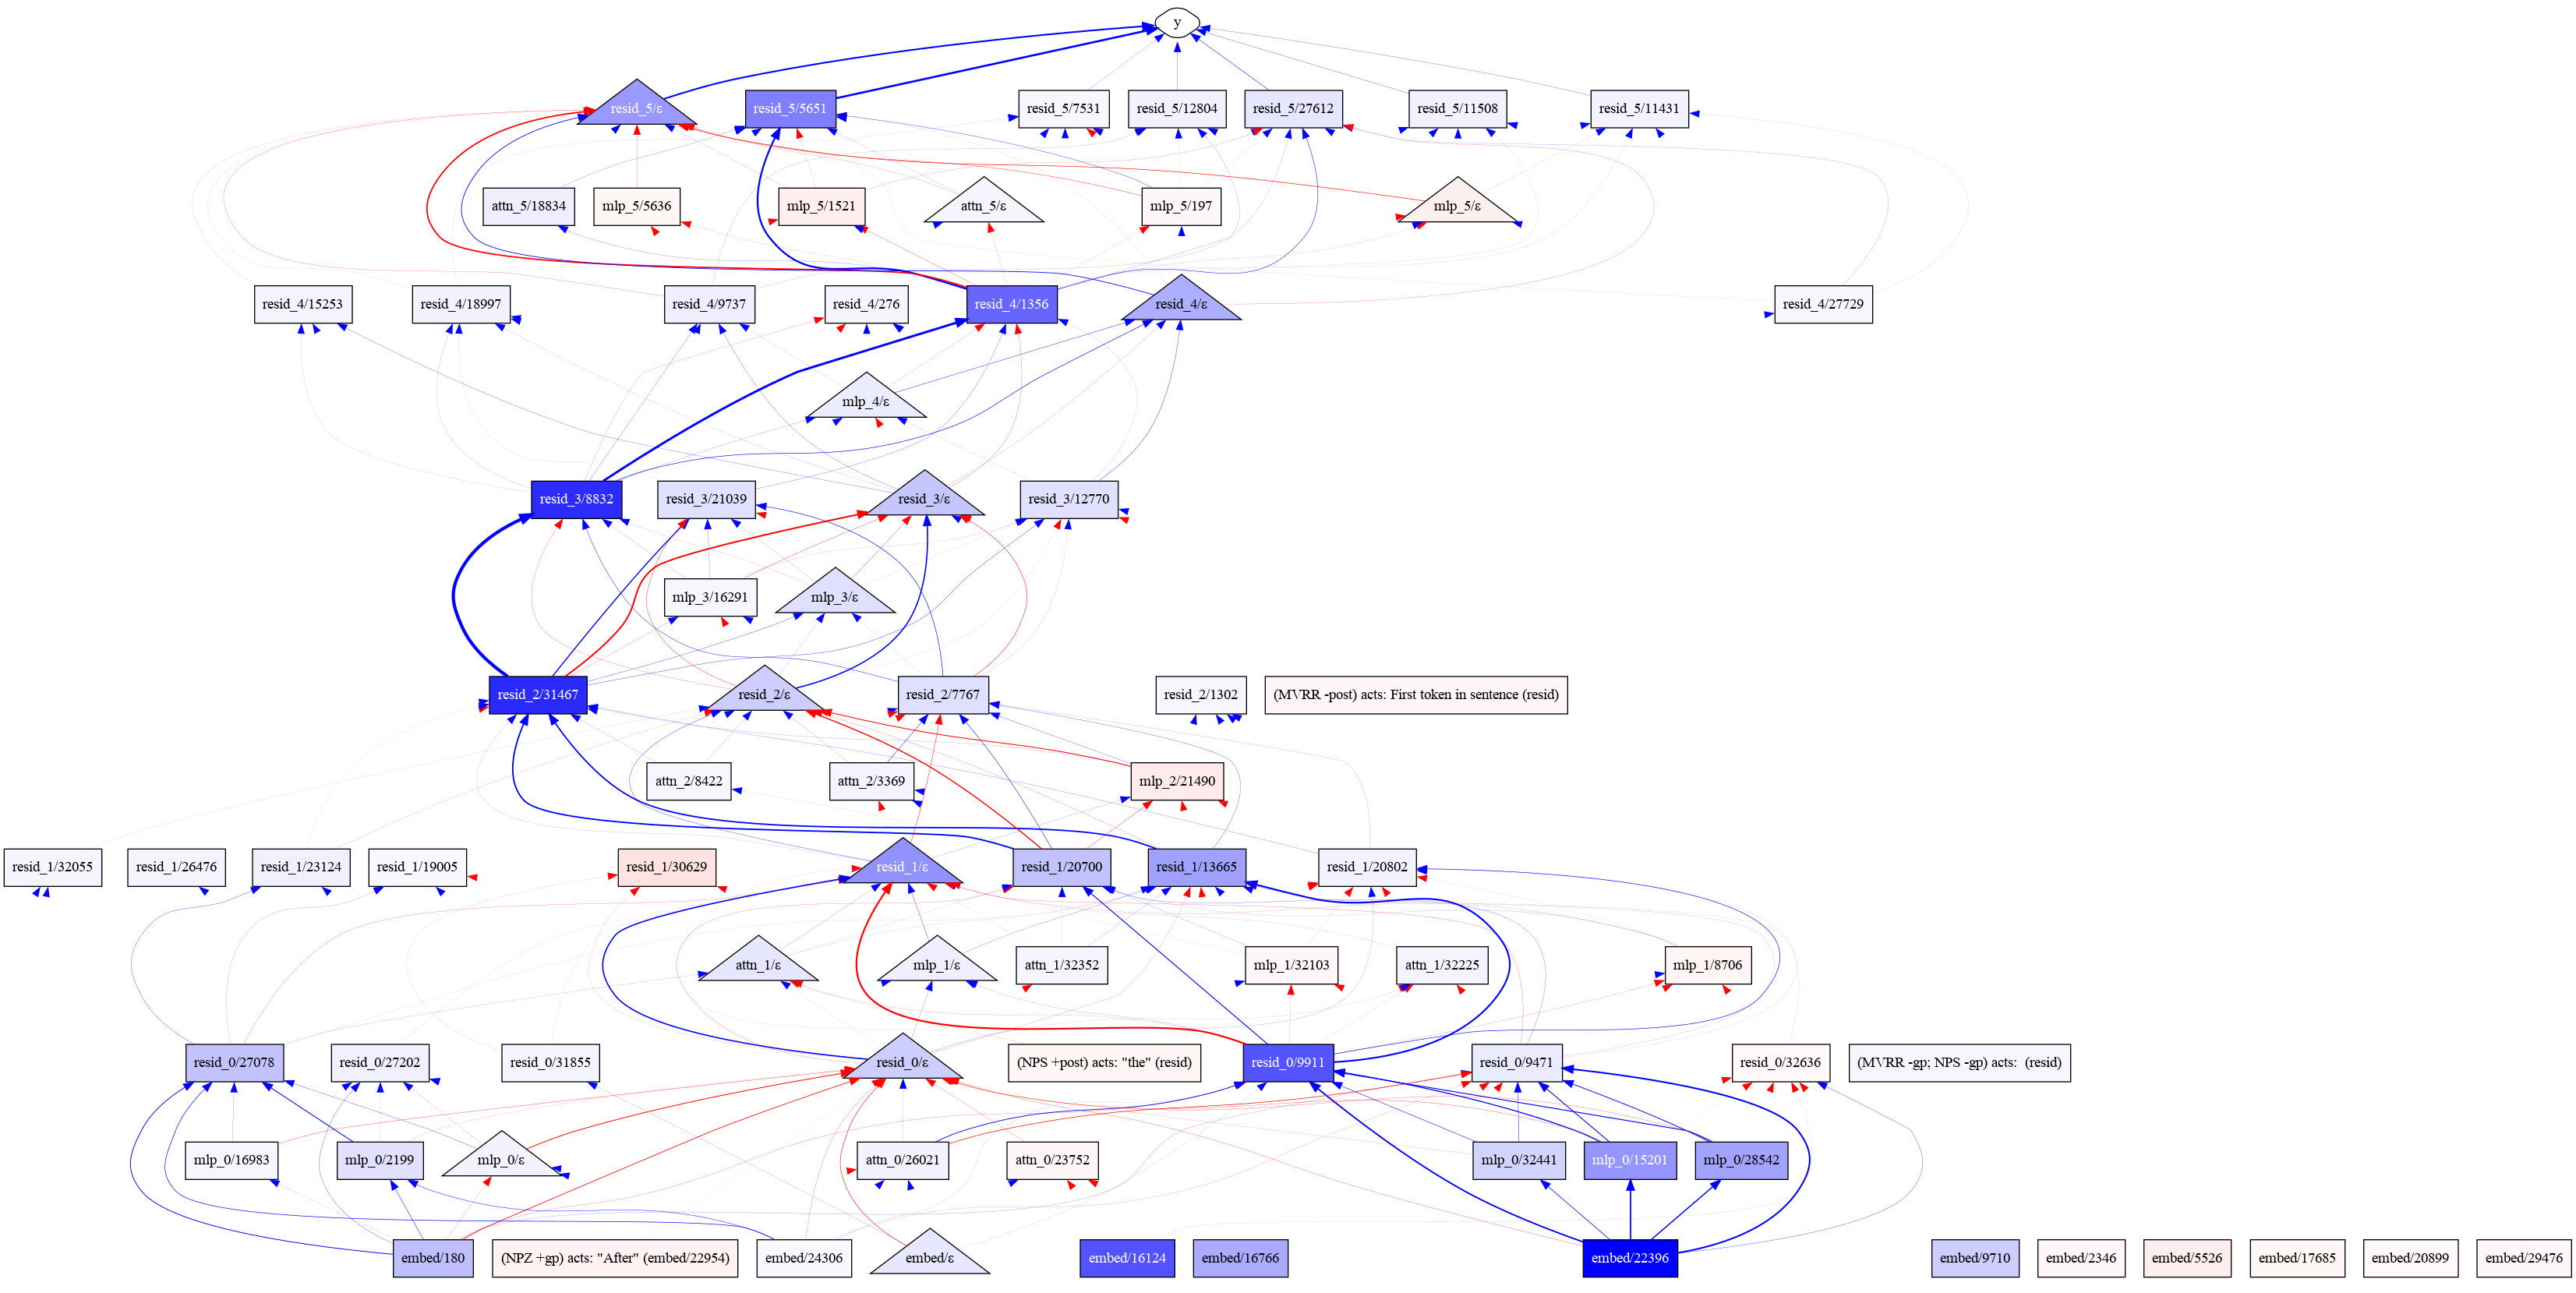 y
resid_5/ε
resid_5/5651
resid_5/7531
resid_5/12804
resid_5/27612
resid_5/11508
resid_5/11431
attn_5/18834
mlp_5/5636
mlp_5/1521
attn_5/ε
mlp_5/197
mlp_5/ε
resid_4/15253
resid_4/18997
resid_4/9737
resid_4/276
resid_4/1356
resid_4/ε
resid_4/27729
mlp_4/ε
resid_3/8832
resid_3/21039
resid_3/ε
resid_3/12770
mlp_3/16291
mlp_3/ε
resid_2/31467
resid_2/ε
resid_2/7767
resid_2/1302
(MVRR -post) acts: First token in sentence (resid)
attn_2/8422
attn_2/3369
mlp_2/21490
resid_1/32055
resid_1/26476
resid_1/23124
resid_1/19005
resid_1/30629
resid_1/ε
resid_1/20700
resid_1/13665
resid_1/20802
attn_1/ε
mlp_1/ε
attn_1/32352
mlp_1/32103
attn_1/32225
mlp_1/8706
resid_0/27078
resid_0/27202
resid_0/31855
resid_0/ε
(NPS +post) acts: "the" (resid)
resid_0/9911
resid_0/9471
resid_0/32636
(MVRR -gp; NPS -gp) acts:  (resid)
mlp_0/16983
mlp_0/2199
mlp_0/ε
attn_0/26021
attn_0/23752
mlp_0/32441
mlp_0/15201
mlp_0/28542
embed/180
(NPZ +gp) acts: "After" (embed/22954)
embed/24306
embed/ε
embed/16124
embed/16766
embed/22396
embed/9710
embed/2346
embed/5526
embed/17685
embed/20899
embed/29476